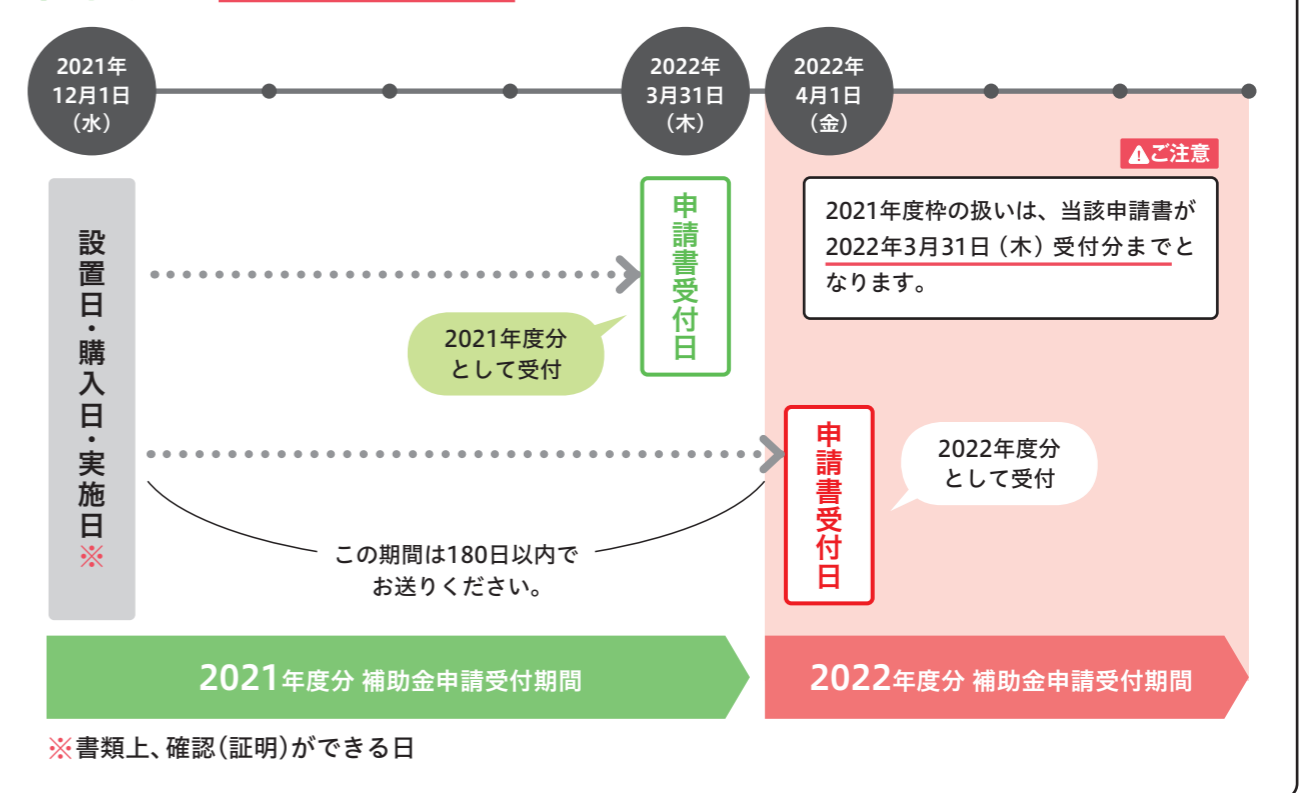 2021年
12月1日
（水）
2022年
3月31日
（木）
2022年
4月1日
（金）
ご注意
2021年度枠の扱いは、当該申請書が
2022年3月31日（木）受付分までと
なります。
設置日・購入日・実施日※
申請書受付日
2021年度分
として受付
申請書受付日
2022年度分
として受付
この期間は180日以内で
お送りください。
2021年度分 補助金申請受付期間
2022年度分 補助金申請受付期間
※書類上、確認（証明）ができる日